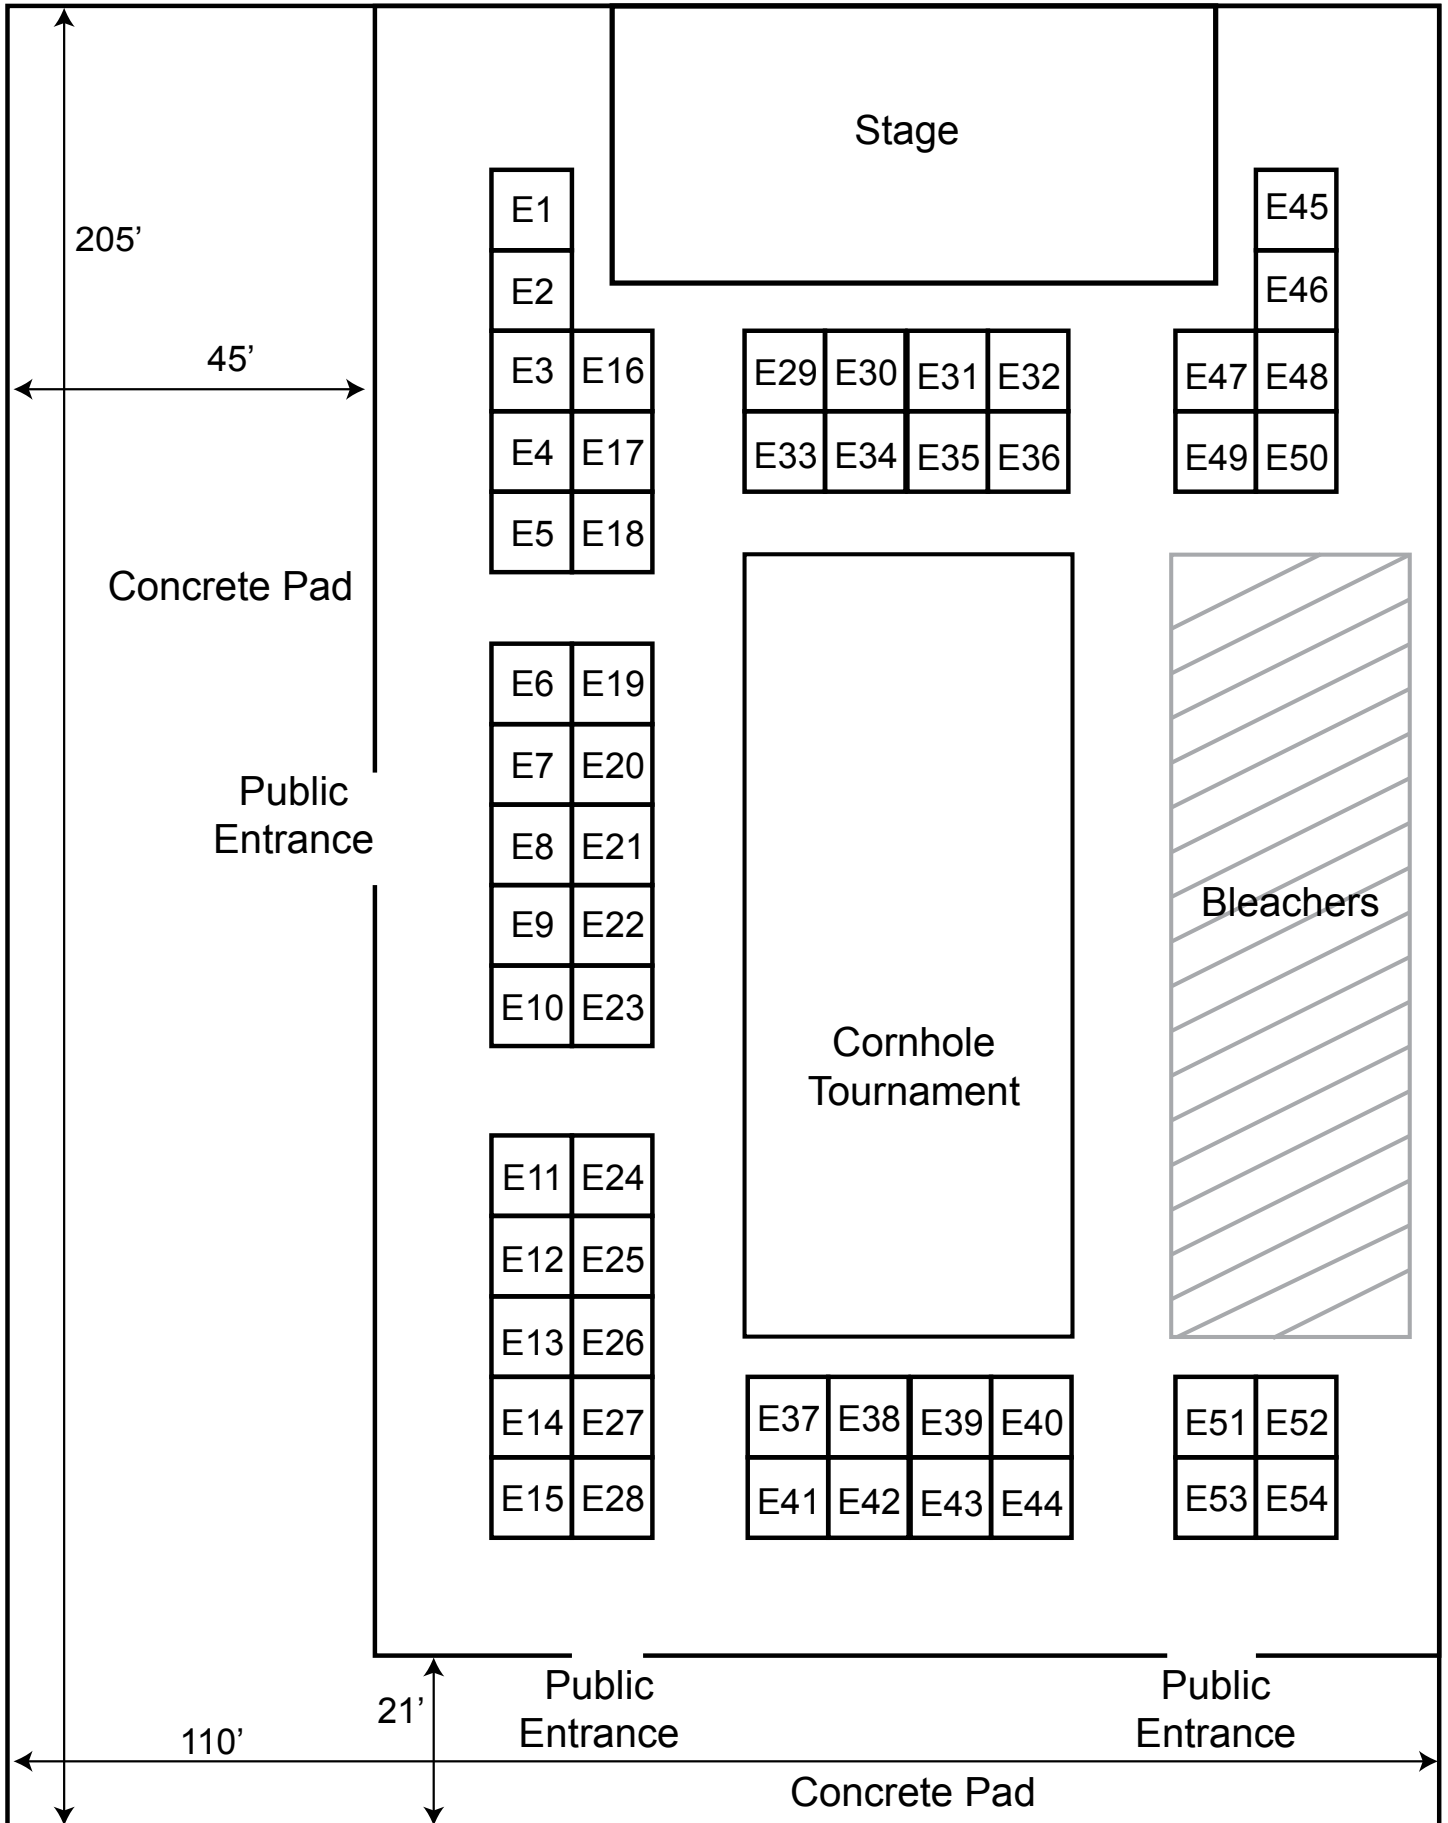 Stage
E1
E45
205’
E2
E46
45’
E3 E16
E29 E30 E31 E32
E47 E48
E4 E17
E33 E34 E35 E36
E49 E50
E5 E18
Concrete Pad
E6 E19
E7 E20
Public
Entrance
E8 E21
Bleachers
E9 E22
E10 E23
Cornhole
Tournament
E11 E24
E12 E25
E13 E26
E14 E27
E37 E38 E39 E40
E51 E52
E15 E28
E41 E42 E43 E44
E53 E54
21’
Public
Entrance
Public
Entrance
110’
Concrete Pad